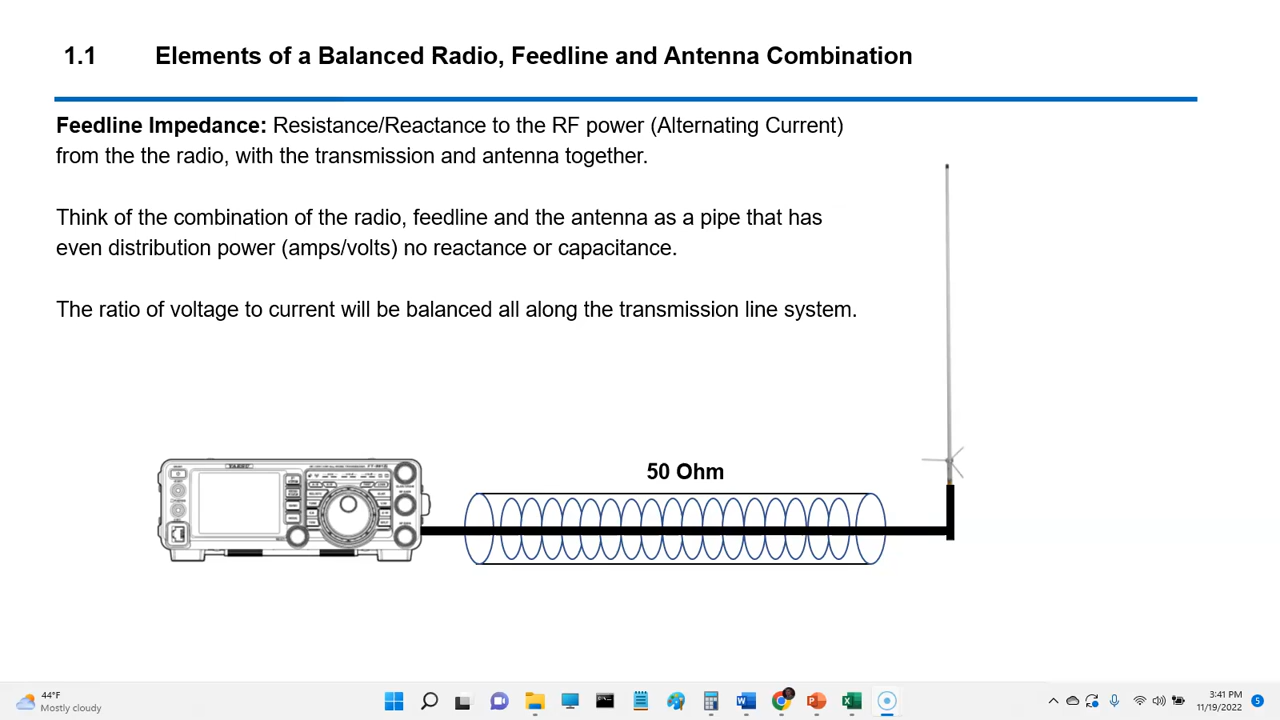 1.1 Elements of a Balanced Radio, Feedline and Antenna Combination
Feedline Impedance: Resistance/Reactance to the RF power (Alternating Current)
from the the radio, with the transmission and antenna together.
Think of the combination of the radio, feedline and the antenna as a pipe that has
even distribution power (amps/volts) no reactance or capacitance.
The ratio of voltage to current will be balanced all along the transmission line system.
50 Ohm
YAESU
44°F
Mostly cloudy
3:41 PM
11/19/2022
5